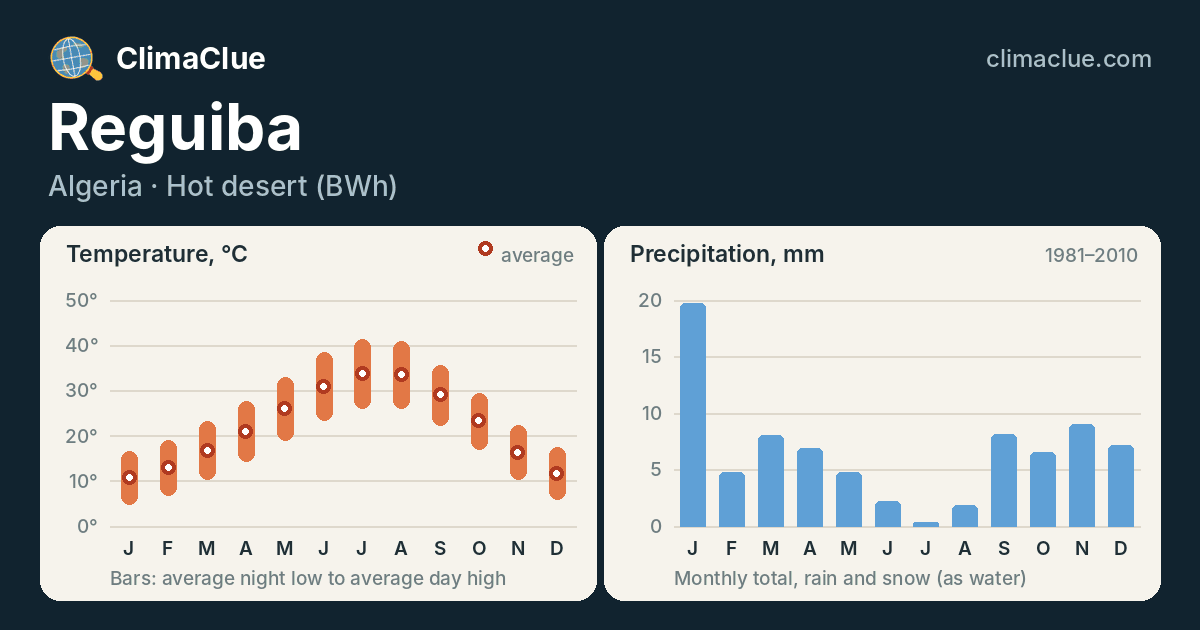 ClimaClue
climaclue.com
Reguiba
Algeria · Hot desert (BWh)
Temperature, °C
average
50°
40°
30°
20°
10°
0°
J F M A M J J A S O N D
Bars: average night low to average day high
Precipitation, mm
1981–2010
20
15
10
5
0
J F M A M J J A S O N D
Monthly total, rain and snow (as water)